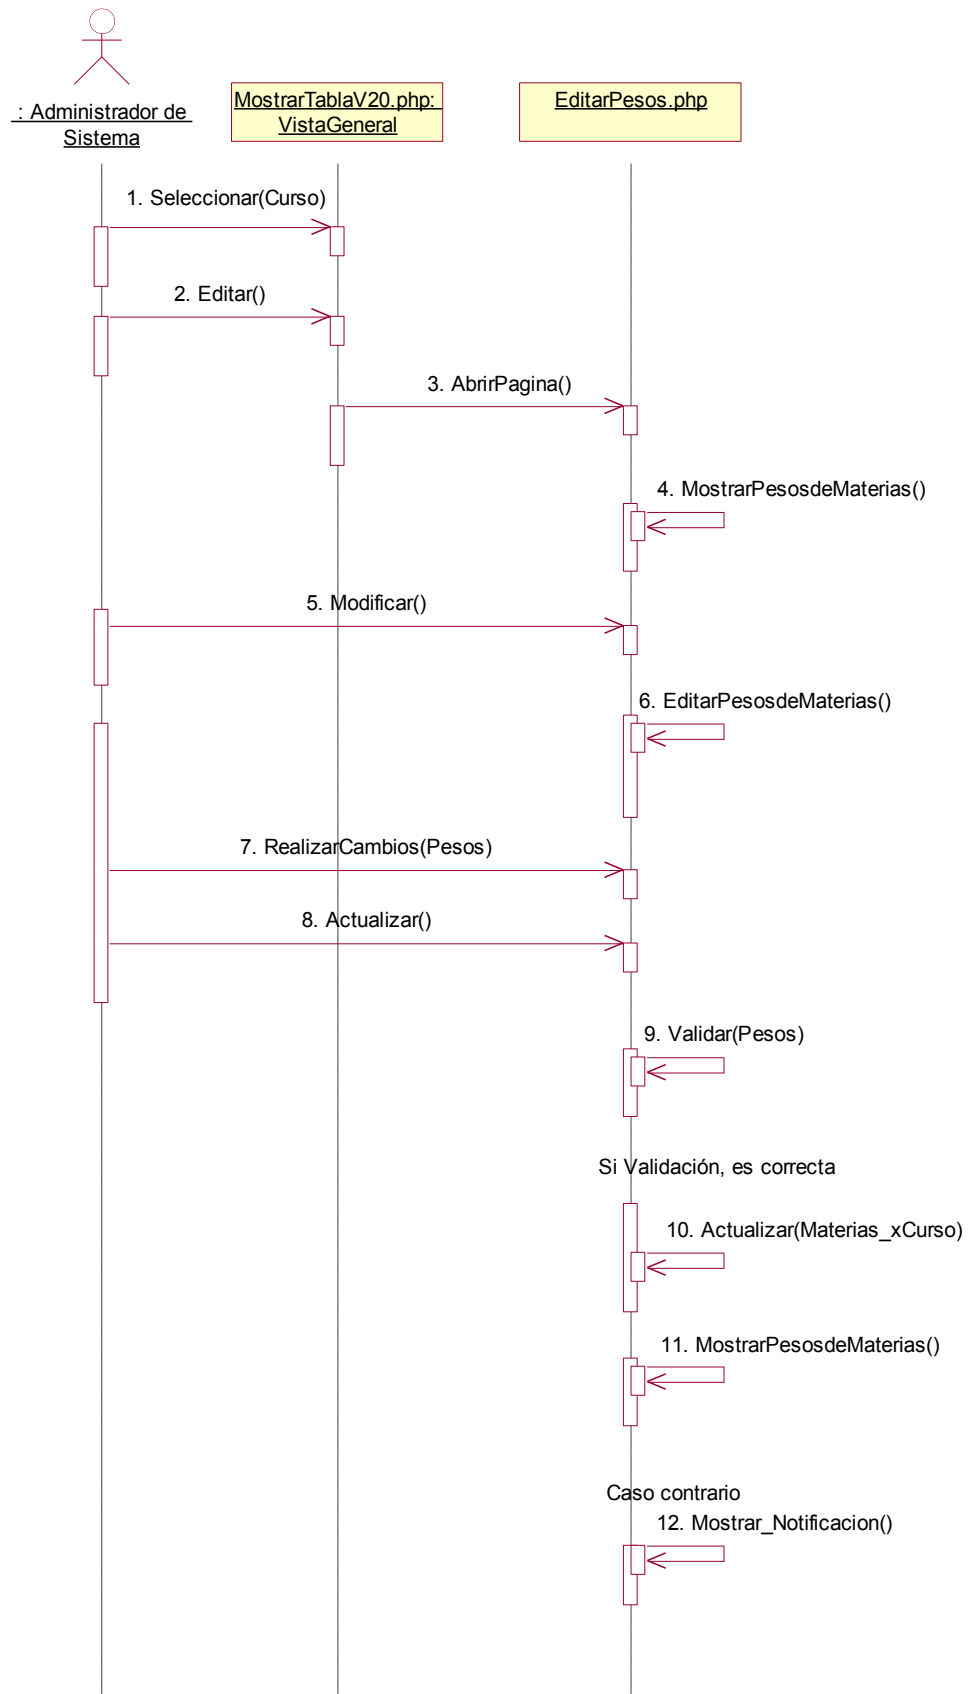 : Administrador de
Sistema
MostrarTablaV20.php:
VistaGeneral
EditarPesos.php
1. Seleccionar(Curso)
2. Editar()
3. AbrirPagina()
4. MostrarPesosdeMaterias()
5. Modificar()
6. EditarPesosdeMaterias()
7. RealizarCambios(Pesos)
8. Actualizar()
9. Validar(Pesos)
Si Validación, es correcta
10. Actualizar(Materias_xCurso)
11. MostrarPesosdeMaterias()
Caso contrario
12. Mostrar_Notificacion()